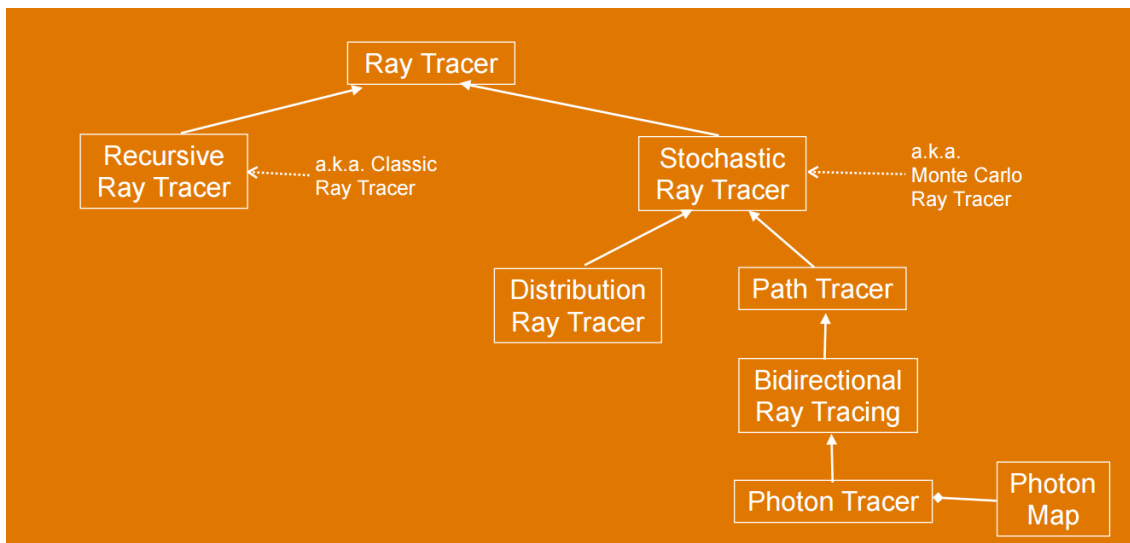 Ray Tracer
Recursive
Ray Tracer
a.k.a. Classic
Ray Tracer
Stochastic
Ray Tracer
a.k.a.
Monte Carlo
Ray Tracer
Distribution
Ray Tracer
Path Tracer
Bidirectional
Ray Tracing
Photon Tracer
Photon
Map